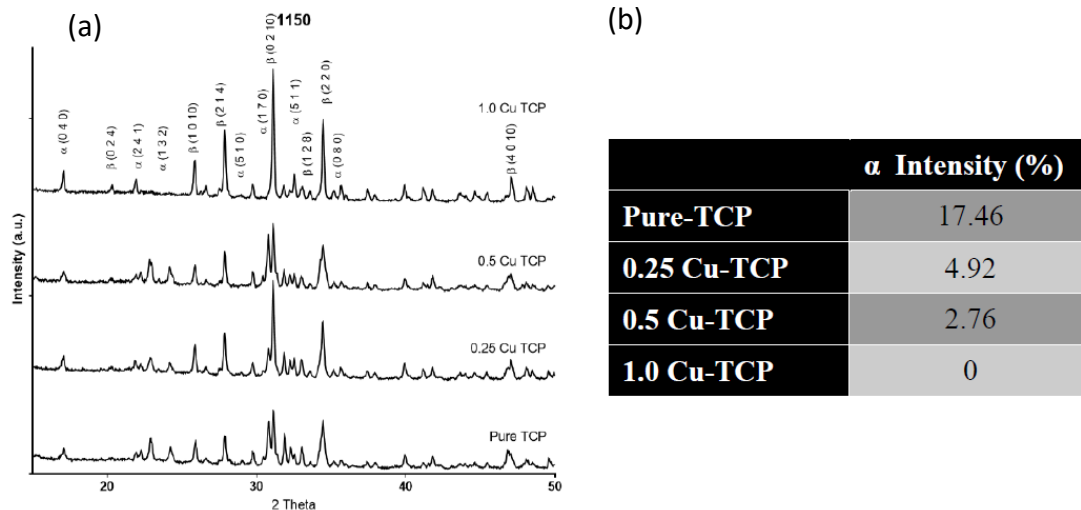 (a)
1150
α (0 4 0)
β (0 2 4)
α (2 4 1)
α (1 3 2)
β (1 0 10)
β (2 1 4)
α (5 1 0)
α (1 7 0)
β (0 2 10)
α (5 1 1)
β (1 2 8)
β (2 2 0)
α (0 8 0)
β (4 0 10)
1.0 Cu TCP
0.5 Cu TCP
0.25 Cu TCP
Pure TCP
Intensity (a.u.)
20 30 40 50
2 Theta
(b)
α Intensity (%)
Pure-TCP 17.46
0.25 Cu-TCP 4.92
0.5 Cu-TCP 2.76
1.0 Cu-TCP 0